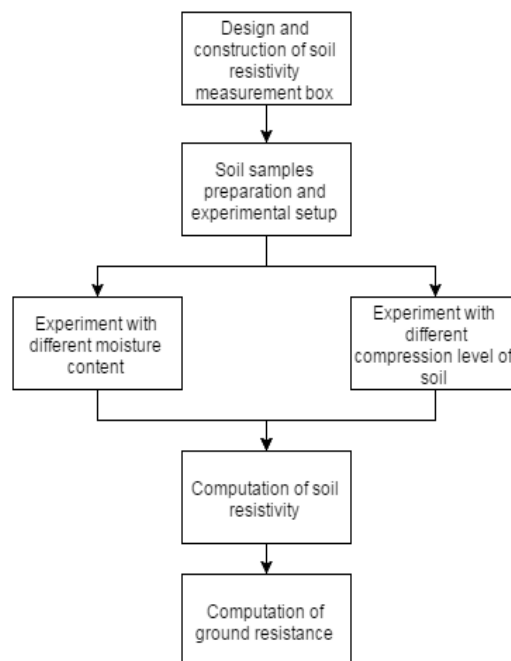 Design and
construction of soil
resistivity
measurement box
Soil samples
preparation and
experimental setup
Experiment with
different moisture
content
Experiment with
different
compression level of
soil
Computation of soil
resistivity
Computation of
ground resistance